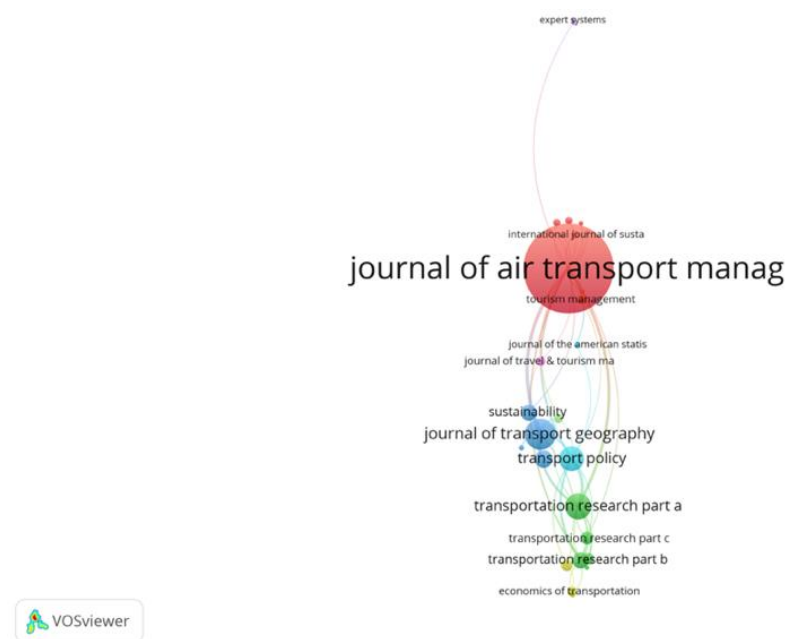 expert systems
international journal of susta
journal of air transport manag
tourism management
journal of the american statis
journal of travel & tourism ma
sustainability
journal of transport geography
transport policy
transportation research part a
transportation research part c
transportation research part b
economics of transportation
VOSviewer